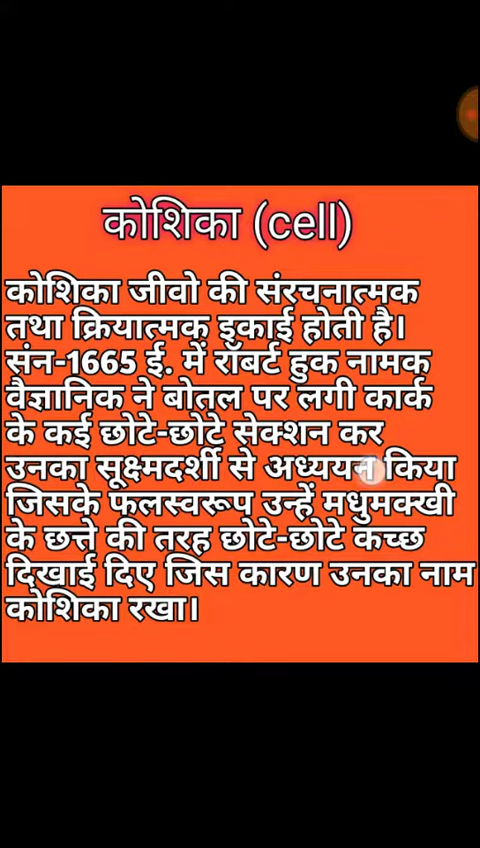 कोशिका (cell)
कोशिका जीवो की संरचनात्मक
तथा क्रियात्मक इकाई होती है।
संन-1665 ई. में रॉबर्ट हुक नामक
वैज्ञानिक ने बोतल पर लगी कार्क
के कई छोटे-छोटे सेक्शन कर
उनका सूक्ष्मदर्शी से अध्ययन किया
जिसके फलस्वरूप उन्हें मधुमक्खी
के छत्ते की तरह छोटे-छोटे कच्छ
दिखाई दिए जिस कारण उनका नाम
कोशिका रखा।